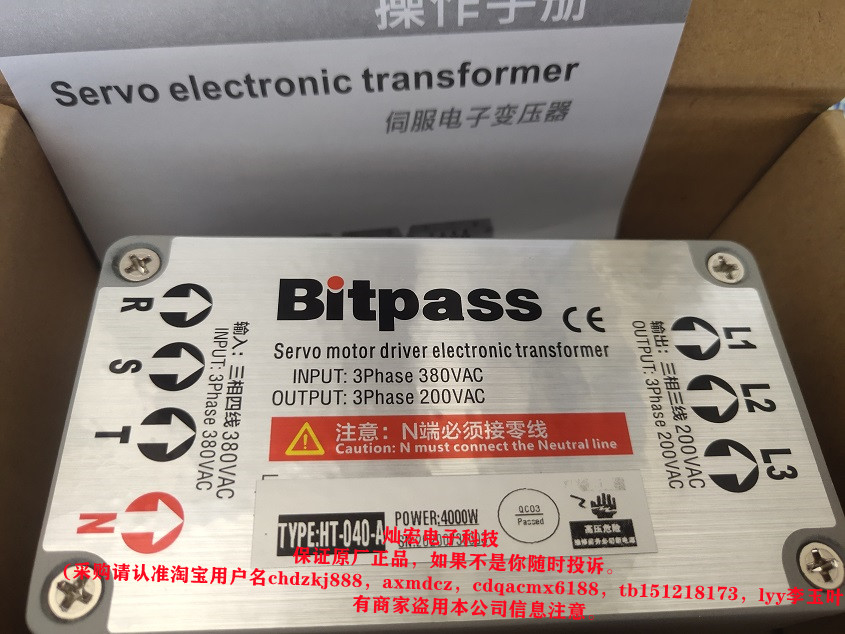 操作手册
Servo electronic transformer
伺服电子变压器
Bitpass CE
Servo motor driver electronic transformer
INPUT: 3Phase 380VAC
OUTPUT: 3Phase 200VAC
注意：N端必须接零线
Caution: N must connect the Neutral line
R
S
T
N
输入：三相四线 380VAC
INPUT: 3Phase 380VAC
输出：三相三线 200VAC
OUTPUT: 3Phase 200VAC
L1
L2
L3
TYPE:HT-040-A
POWER:4000W
QC03
Passed
高压危险
灿宏电子科技
保证原厂正品，如果不是你随时投诉。
(采购请认准淘宝用户名chdzkj888，axmdcz，cdqacmx6188，tb151218173，lyy李玉叶
有商家盗用本公司信息注意